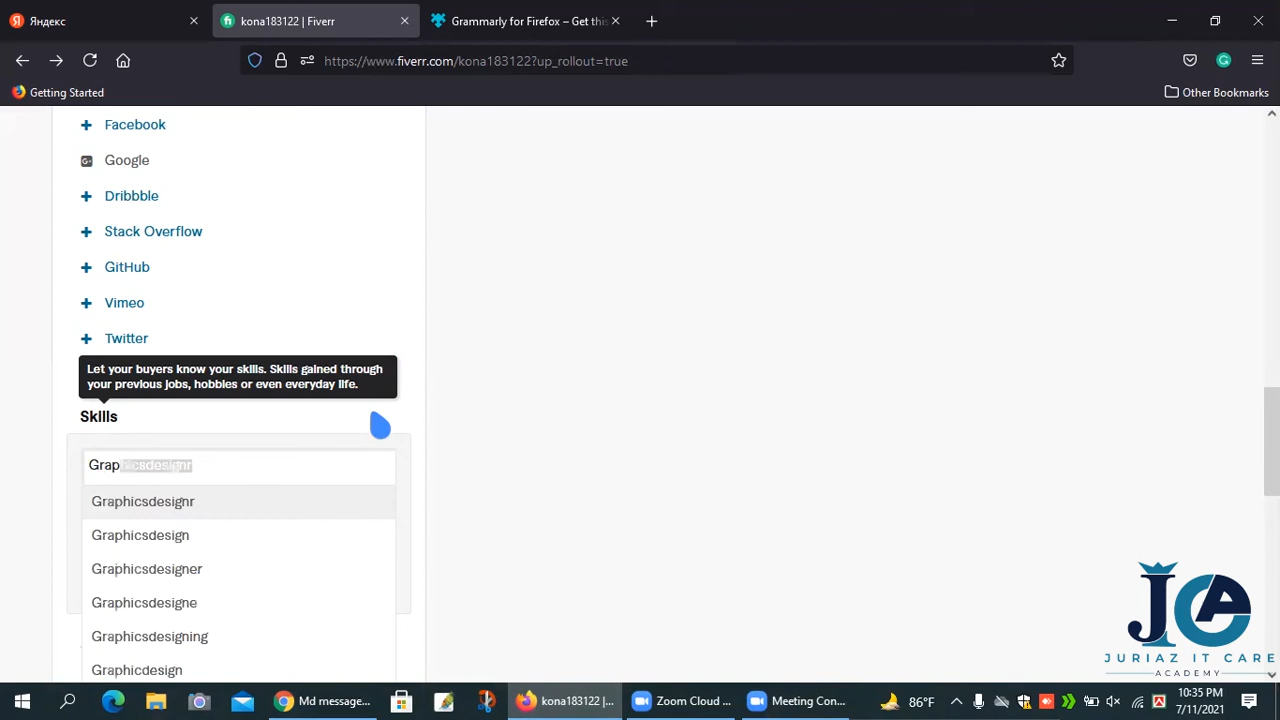 Яндекс
kona183122 | Fiverr
Grammarly for Firefox – Get this
https://www.fiverr.com/kona183122?up_rollout=true
Getting Started
Other Bookmarks
Facebook
Google
Dribbble
Stack Overflow
GitHub
Vimeo
Twitter
Let your buyers know your skills. Skills gained through
your previous jobs, hobbies or even everyday life.
Skills
Graphicsdesignr
Graphicsdesignr
Graphicsdesign
Graphicsdesigner
Graphicsdesigne
Graphicsdesigning
Graphicdesign
JCA
JURIAZ IT CARE
ACADEMY
Md message...
kona183122 |...
Zoom Cloud ...
Meeting Con...
86°F
10:35 PM
7/11/2021